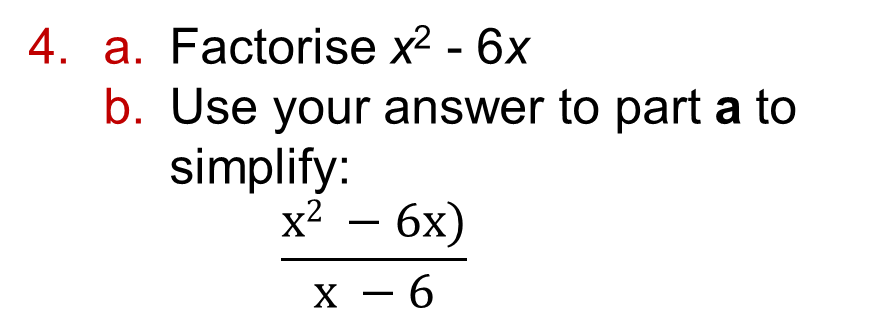 4. a. Factorise x² - 6x
b. Use your answer to part a to
simplify:
x² − 6x)
x − 6